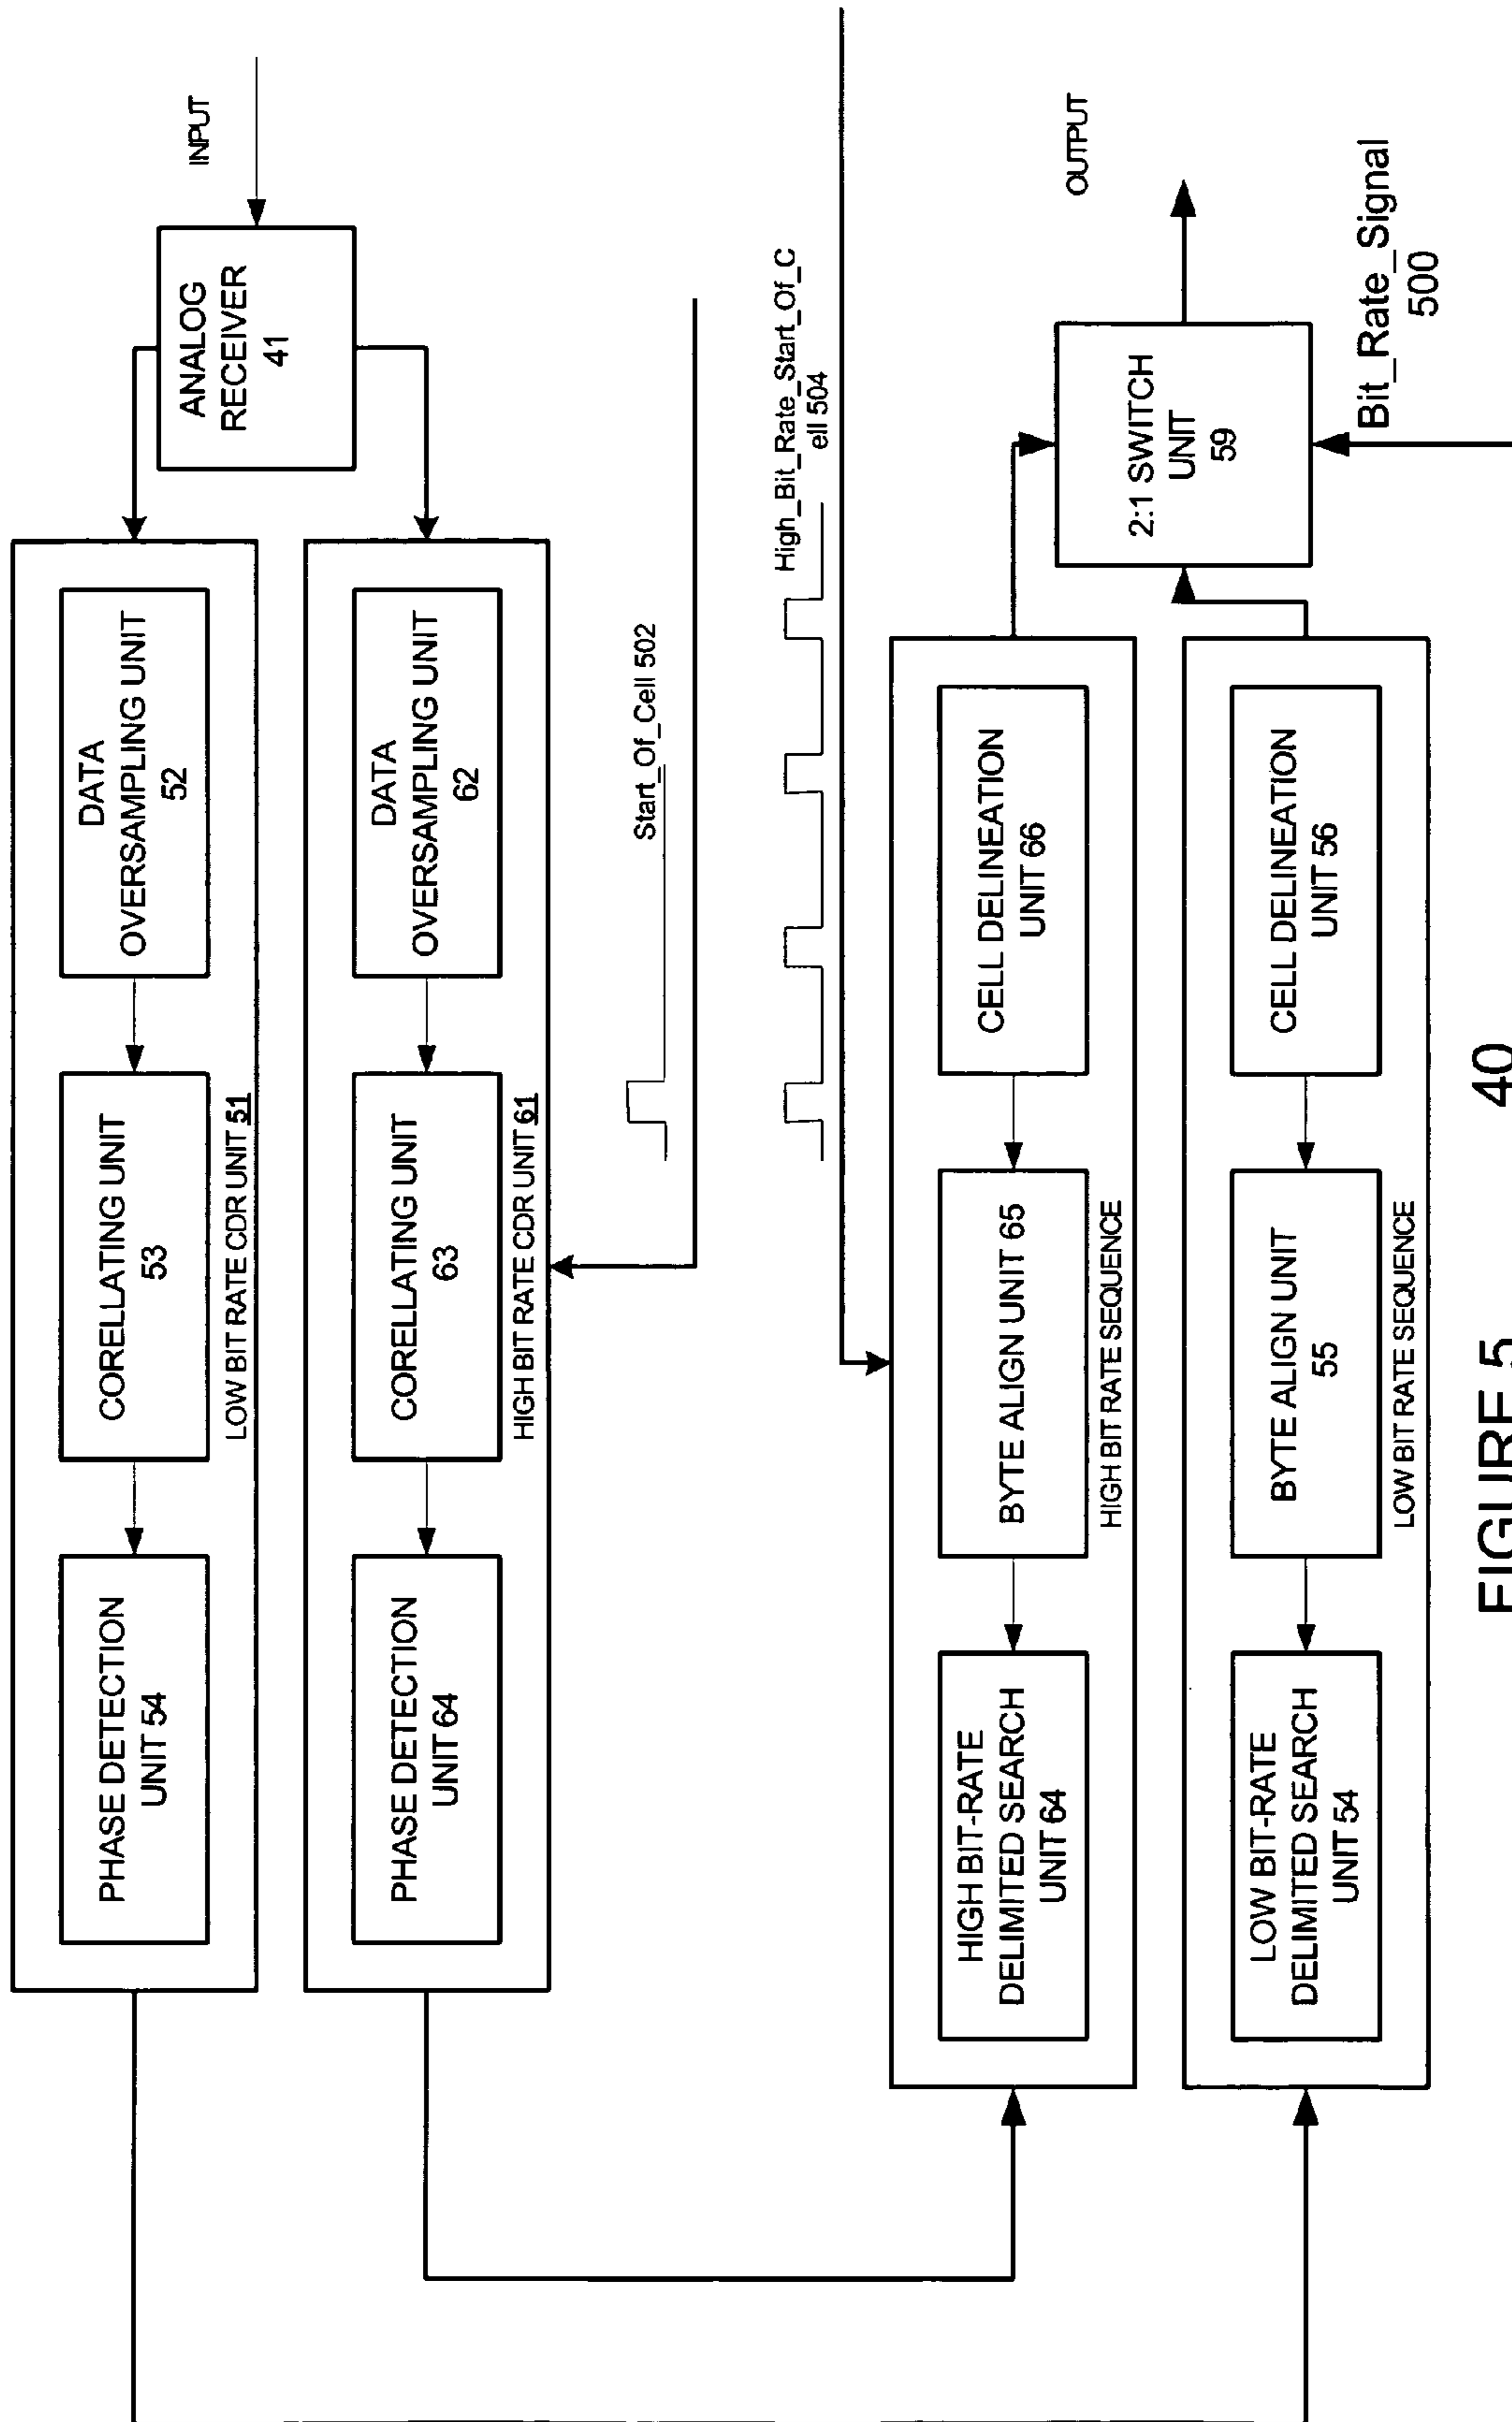 INPUT
ANALOG
RECEIVER
41
DATA
OVERSAMPLING UNIT
52
CORELLATING UNIT
53
PHASE DETECTION
UNIT 54
LOW BIT RATE CDR UNIT 51
DATA
OVERSAMPLING UNIT
62
CORELLATING UNIT
63
PHASE DETECTION
UNIT 64
HIGH BIT RATE CDR UNIT 61
Start_Of_Cell 502
High_Bit_Rate_Start_Of_C
ell 504
HIGH BIT-RATE
DELIMITED SEARCH
UNIT 64
BYTE ALIGN UNIT 65
CELL DELINEATION
UNIT 66
HIGH BIT RATE SEQUENCE
LOW BIT-RATE
DELIMITED SEARCH
UNIT 54
BYTE ALIGN UNIT
55
CELL DELINEATION
UNIT 56
LOW BIT RATE SEQUENCE
2:1 SWITCH
UNIT
59
OUTPUT
Bit_Rate_Signal
500
40
FIGURE 5